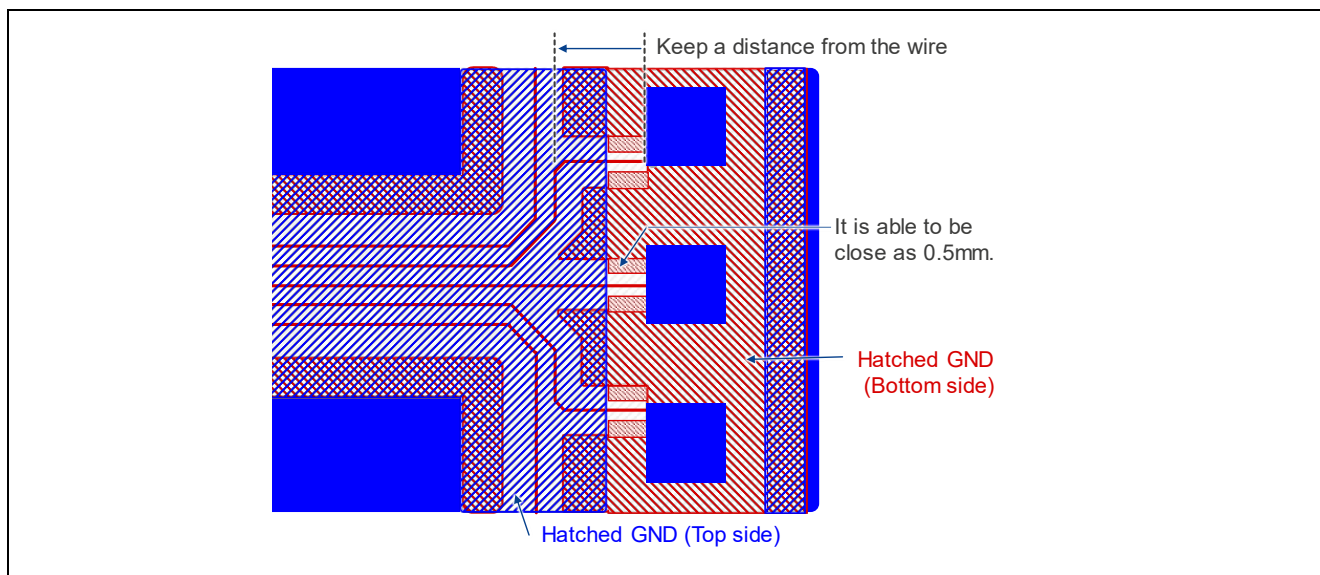 Keep a distance from the wire
It is able to be
close as 0.5mm.
Hatched GND
(Bottom side)
Hatched GND (Top side)